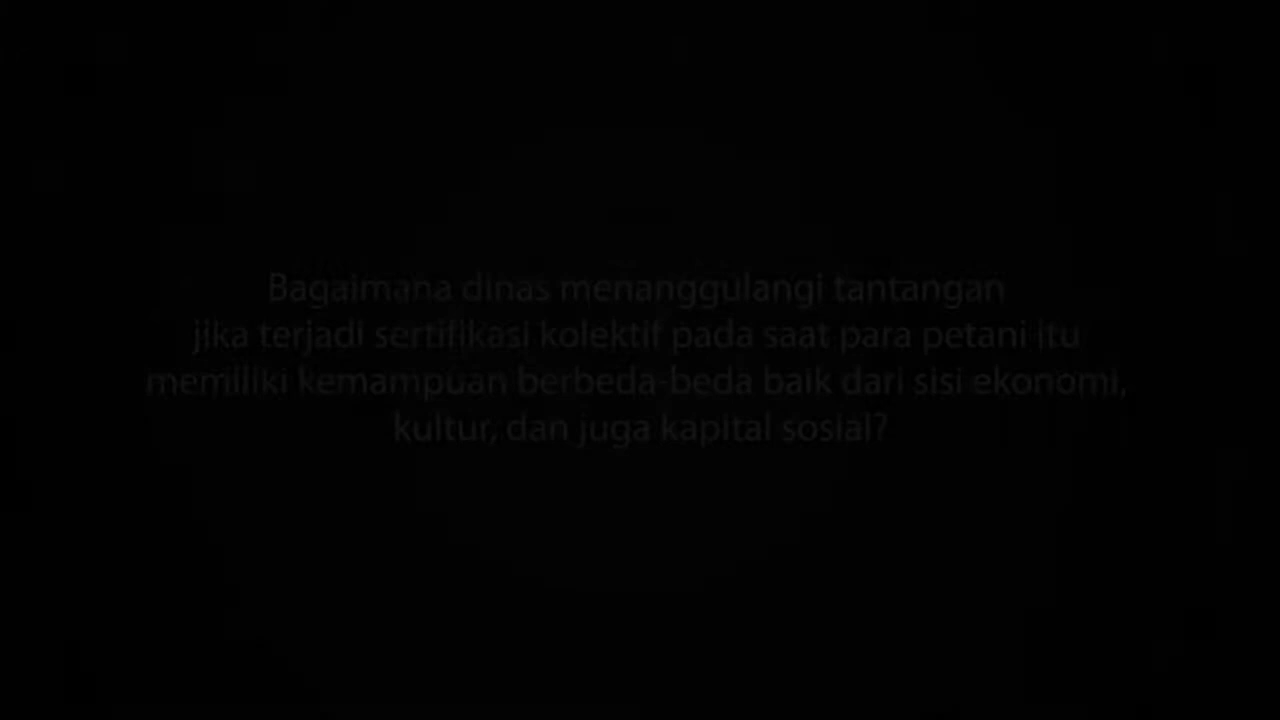 Bagaimana dinas menanggulangi tantangan
jika terjadi sertifikasi kolektif pada saat para petani itu
memiliki kemampuan berbeda-beda baik dari sisi ekonomi,
kultur, dan juga kapital sosial?